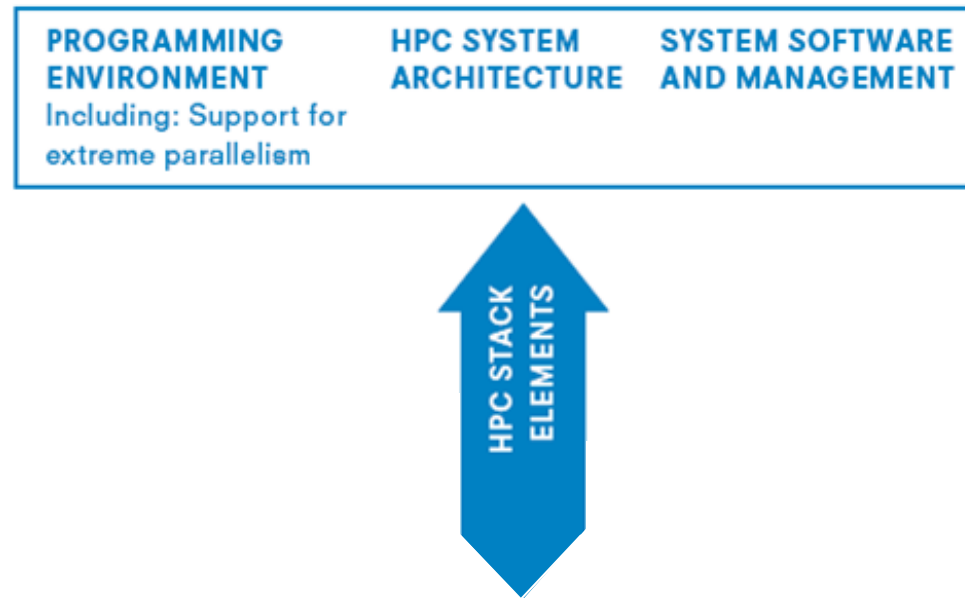 PROGRAMMING
ENVIRONMENT
Including: Support for
extreme parallelism
HPC SYSTEM
ARCHITECTURE
SYSTEM SOFTWARE
AND MANAGEMENT
HPC STACK
ELEMENTS